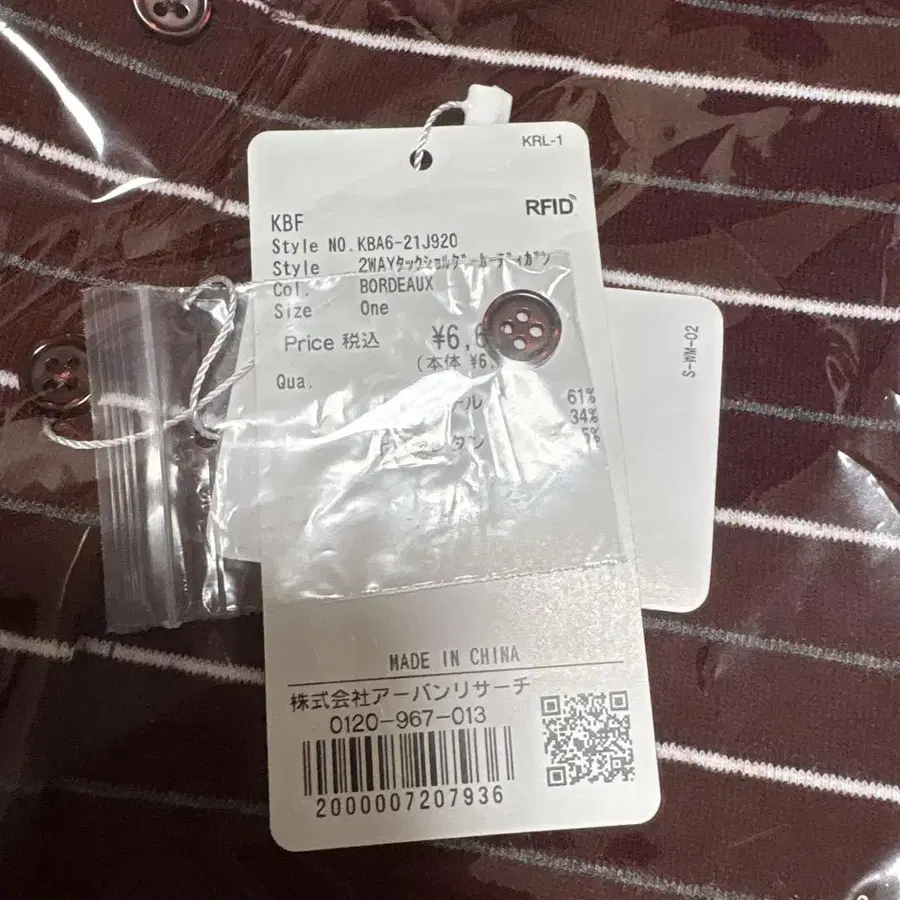 KRL-1
RFID
KBF
Style NO. KBA6-21J920
Style 2WAYタックショルダーカーディガン
Col. BORDEAUX
Size One
Price 税込 ¥6,6
(本体 ¥6,
Qua.
61%
34%
5%
S-WM-02
MADE IN CHINA
株式会社アーバンリサーチ
0120-967-013
2000007207936